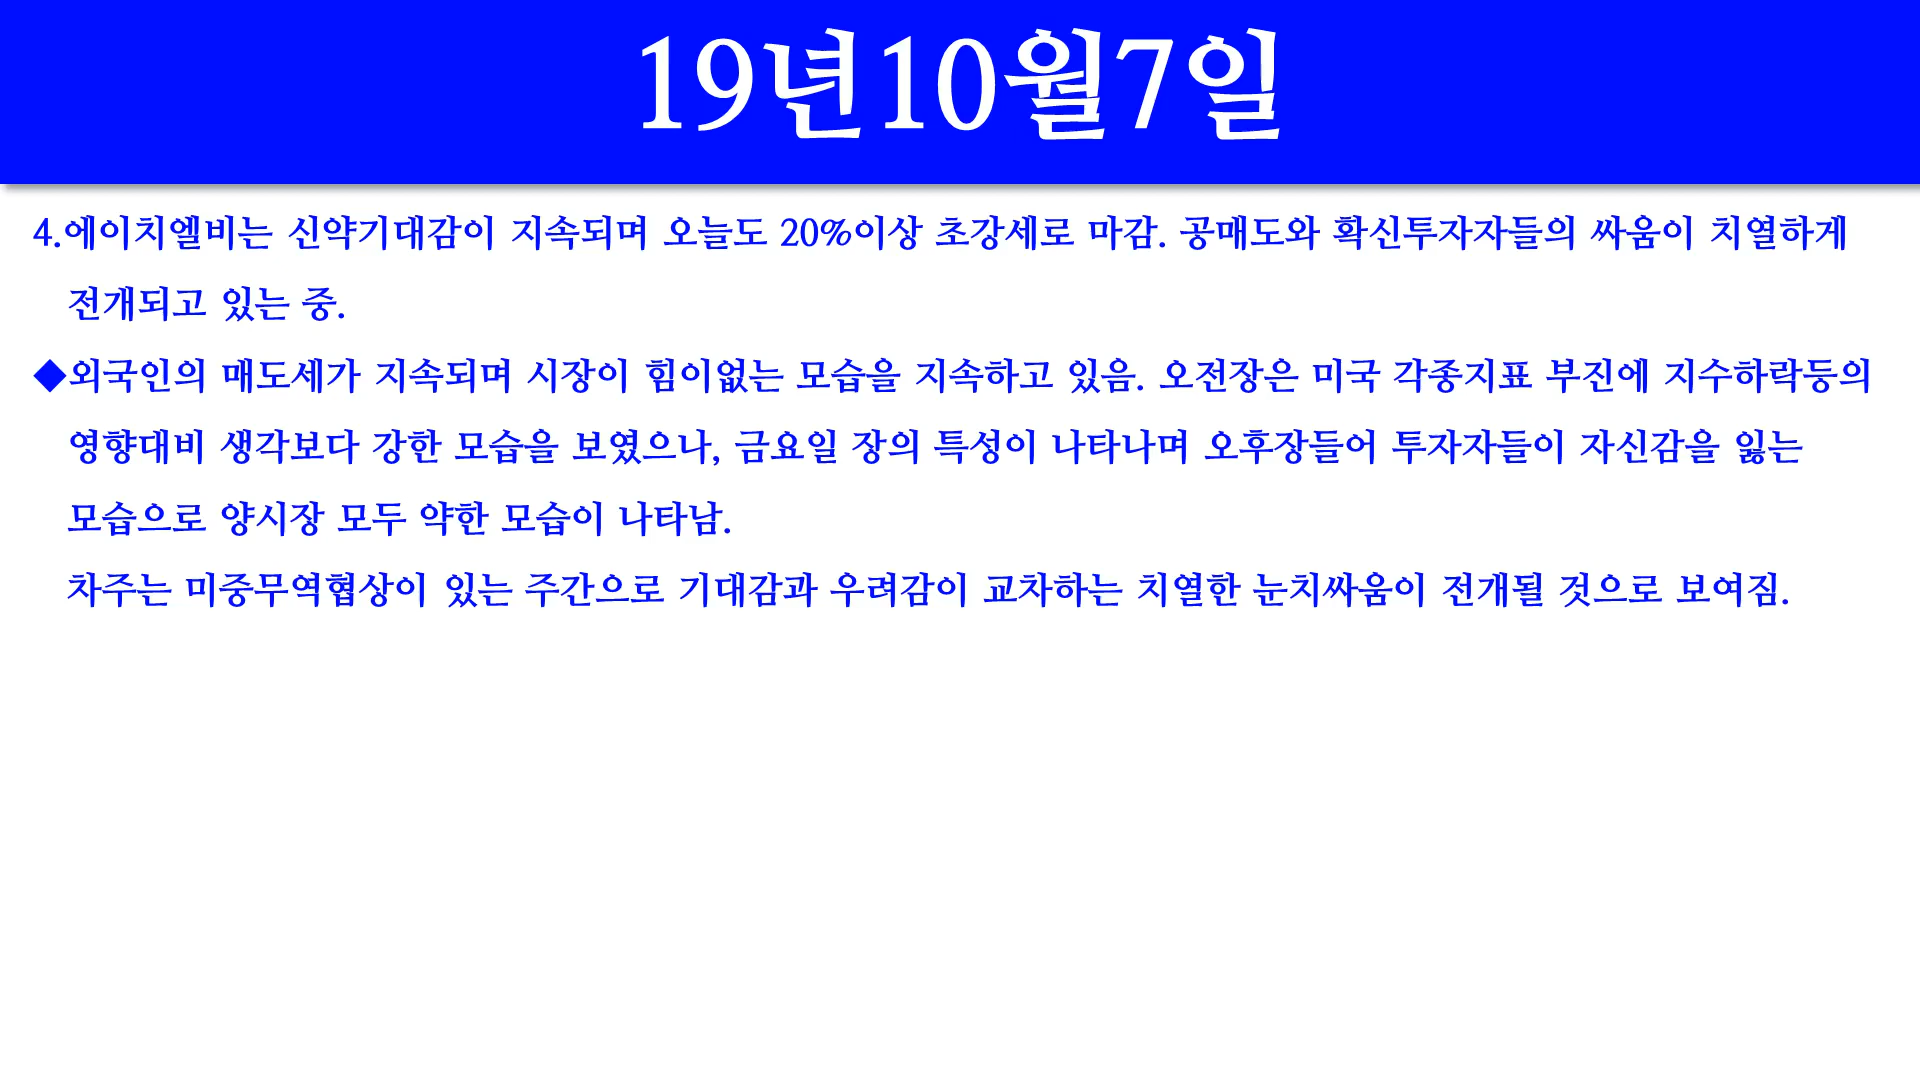 19년10월7일
4.에이치엘비는 신약기대감이 지속되며 오늘도 20%이상 초강세로 마감. 공매도와 확신투자자들의 싸움이 치열하게
전개되고 있는 중.
◆외국인의 매도세가 지속되며 시장이 힘이없는 모습을 지속하고 있음. 오전장은 미국 각종지표 부진에 지수하락등의
영향대비 생각보다 강한 모습을 보였으나, 금요일 장의 특성이 나타나며 오후장들어 투자자들이 자신감을 잃는
모습으로 양시장 모두 약한 모습이 나타남.
차주는 미중무역협상이 있는 주간으로 기대감과 우려감이 교차하는 치열한 눈치싸움이 전개될 것으로 보여짐.